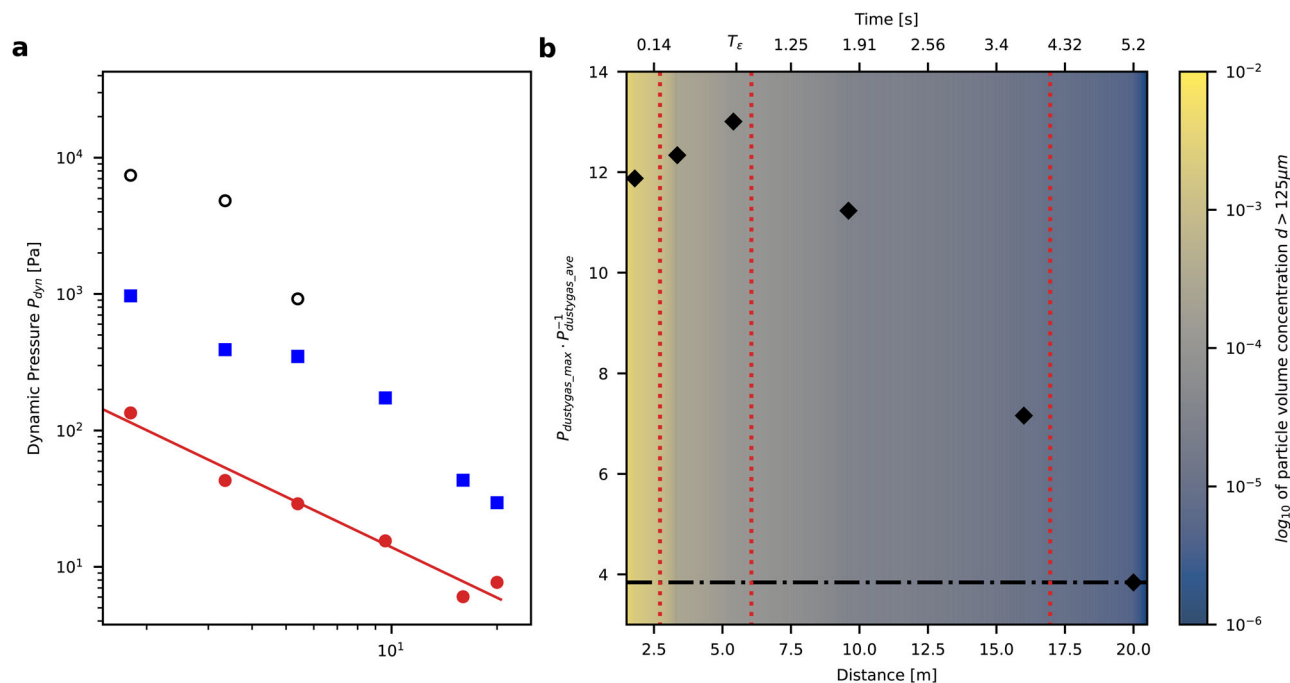 a
Dynamic Pressure P_dyn [Pa]
10^4
10^3
10^2
10^1
10^1
b
Time [s]
0.14 T_ε 1.25 1.91 2.56 3.4 4.32 5.2
P_dustygas_max · P^-1_dustygas_ave
14
12
10
8
6
4
2.5 5.0 7.5 10.0 12.5 15.0 17.5 20.0
Distance [m]
10^-2
10^-3
10^-4
10^-5
10^-6
log_10 of particle volume concentration d > 125μm